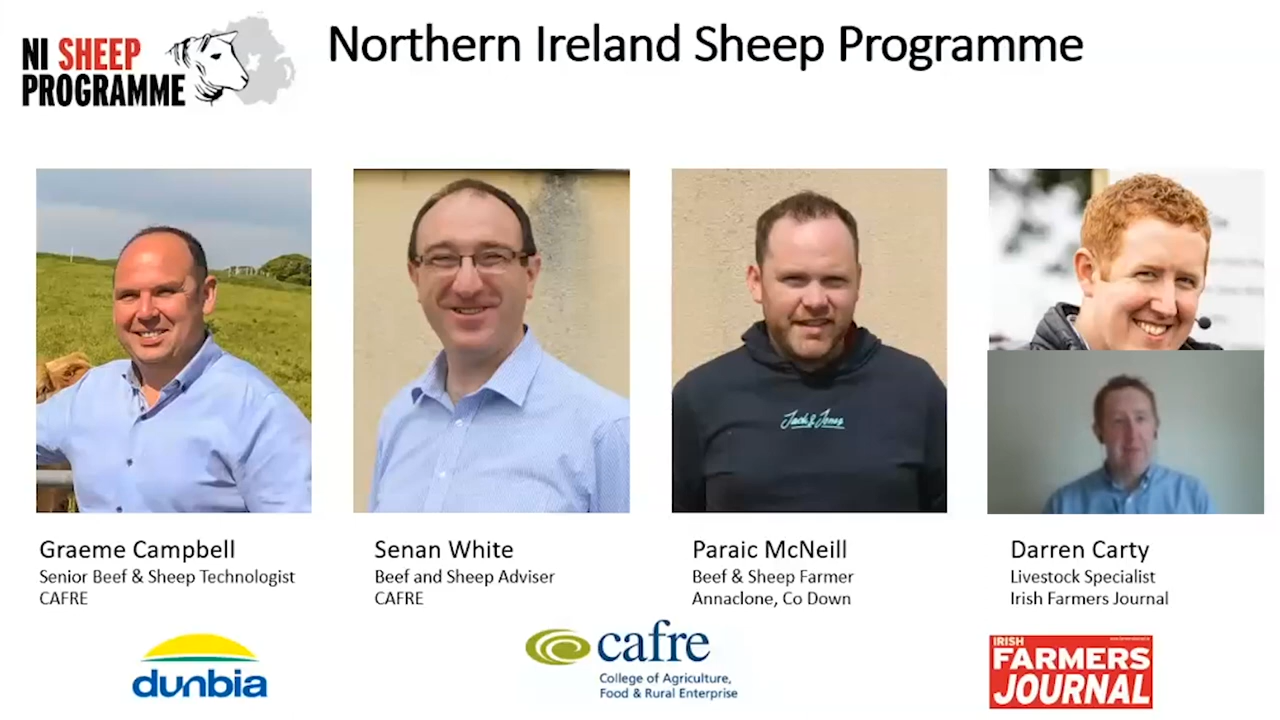 NI SHEEP
PROGRAMME
Northern Ireland Sheep Programme
Jack & Jones
Graeme Campbell
Senior Beef & Sheep Technologist
CAFRE
Senan White
Beef and Sheep Adviser
CAFRE
Paraic McNeill
Beef & Sheep Farmer
Annaclone, Co Down
Darren Carty
Livestock Specialist
Irish Farmers Journal
dunbia
cafre
College of Agriculture,
Food & Rural Enterprise
IRISH
FARMERS
JOURNAL